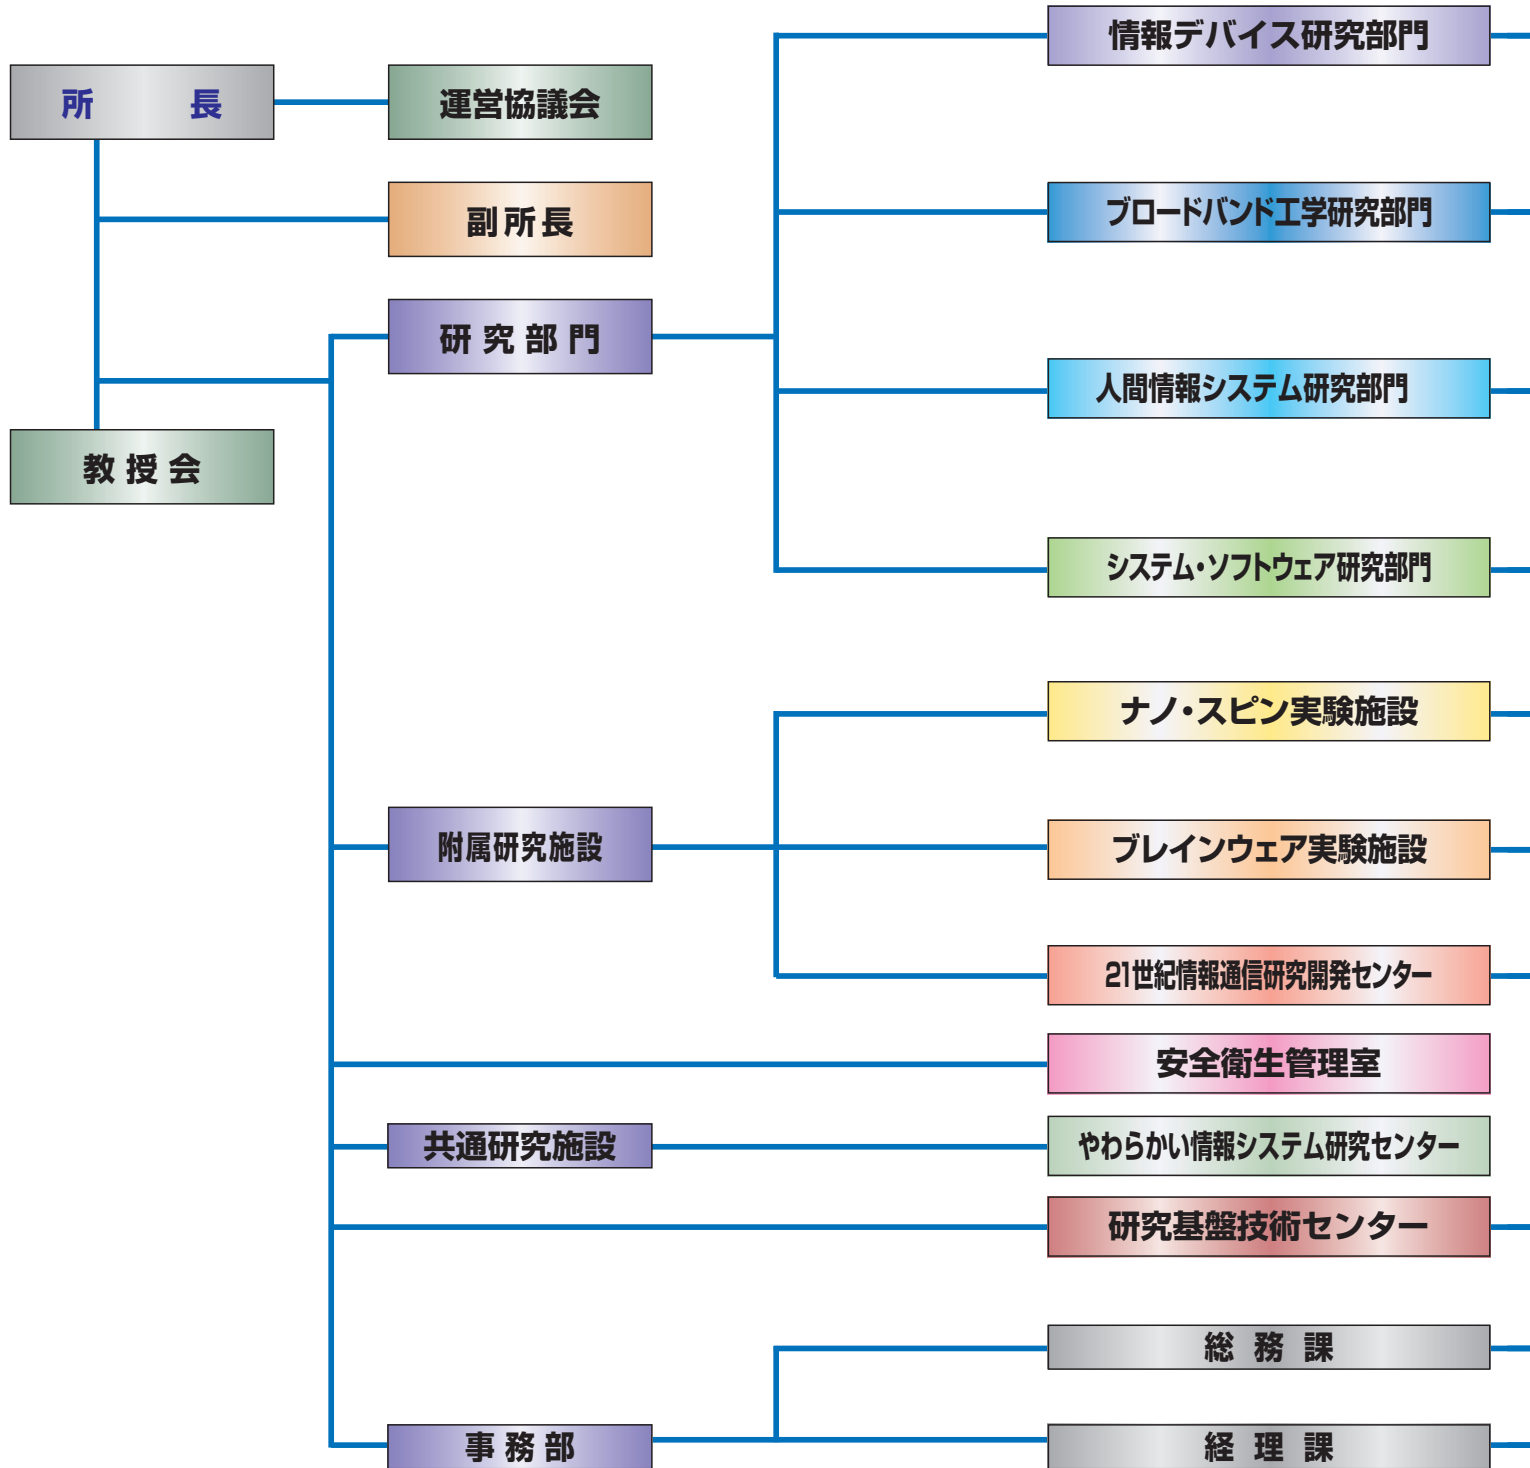 所長
運営協議会
副所長
研究部門
教授会
情報デバイス研究部門
ブロードバンド工学研究部門
人間情報システム研究部門
システム・ソフトウェア研究部門
附属研究施設
ナノ・スピン実験施設
ブレインウェア実験施設
21世紀情報通信研究開発センター
安全衛生管理室
共通研究施設
やわらかい情報システム研究センター
研究基盤技術センター
事務部
総務課
経理課